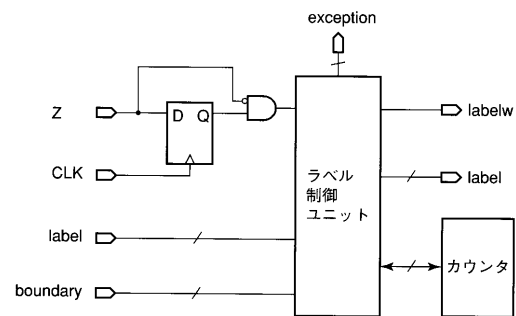 exception
Z
D Q
CLK
label
boundary
ラベル
制御
ユニット
labelw
label
カウンタ